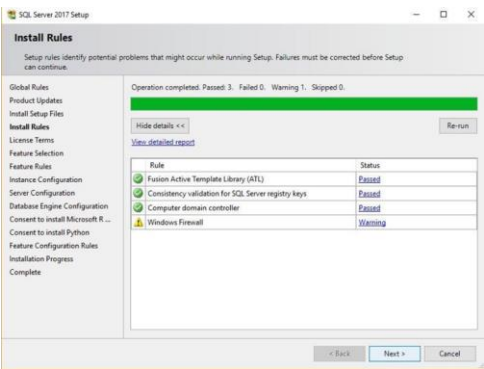 SQL Server 2017 Setup
Install Rules
Setup rules identify potential problems that might occur while running Setup. Failures must be corrected before Setup
can continue.
Global Rules
Product Updates
Install Setup Files
Install Rules
License Terms
Feature Selection
Feature Rules
Instance Configuration
Server Configuration
Database Engine Configuration
Consent to install Microsoft R ...
Consent to install Python
Feature Configuration Rules
Installation Progress
Complete
Operation completed. Passed: 3. Failed 0. Warning 1. Skipped 0.
Hide details <<
Re-run
View detailed report
Rule Status
Fusion Active Template Library (ATL) Passed
Consistency validation for SQL Server registry keys Passed
Computer domain controller Passed
Windows Firewall Warning
< Back Next > Cancel